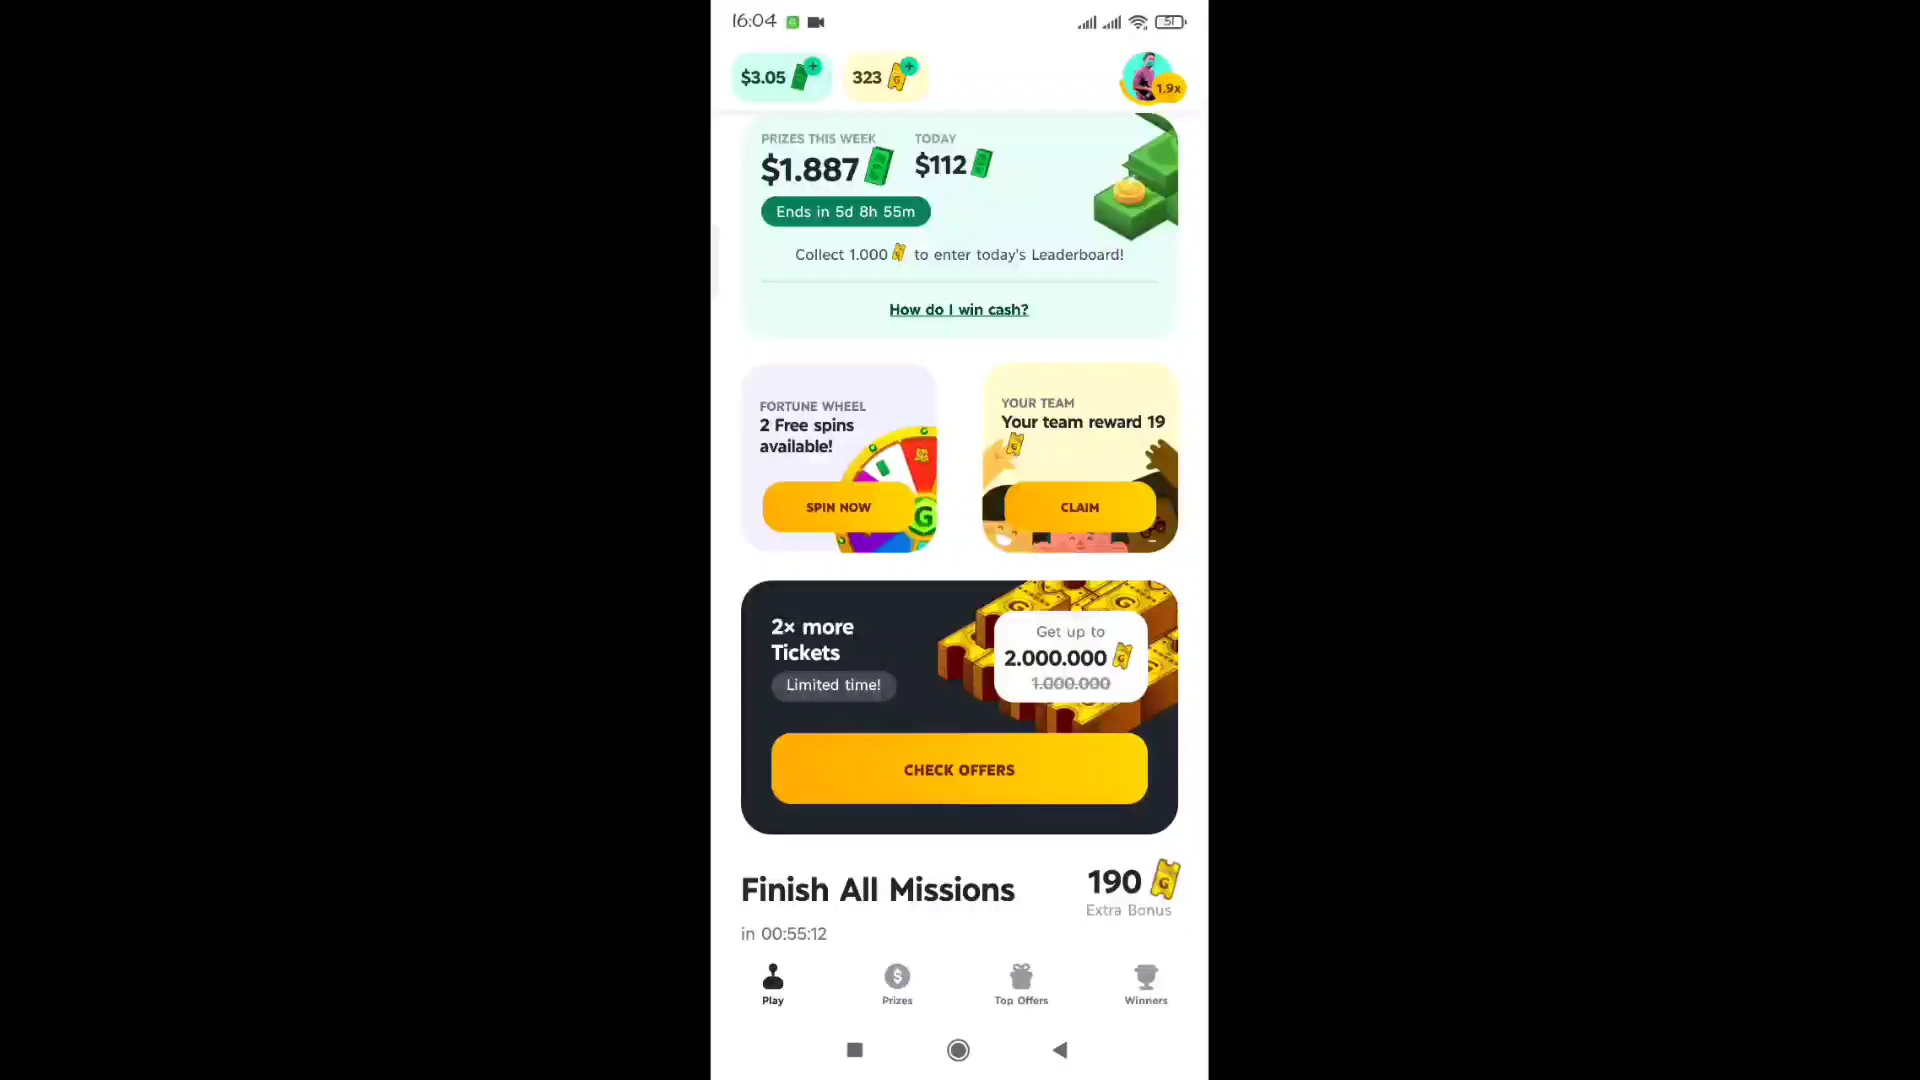 16:04
51
$3.05
323
1,9x
PRIZES THIS WEEK
TODAY
$1.887
$112
Ends in 5d 8h 55m
Collect 1.000 to enter today's Leaderboard!
How do I win cash?
FORTUNE WHEEL
2 Free spins
available!
SPIN NOW
G
YOUR TEAM
Your team reward 19
CLAIM
2× more
Tickets
Limited time!
Get up to
2.000.000
1.000.000
CHECK OFFERS
Finish All Missions
190
Extra Bonus
in 00:55:12
Play
Prizes
Top Offers
Winners